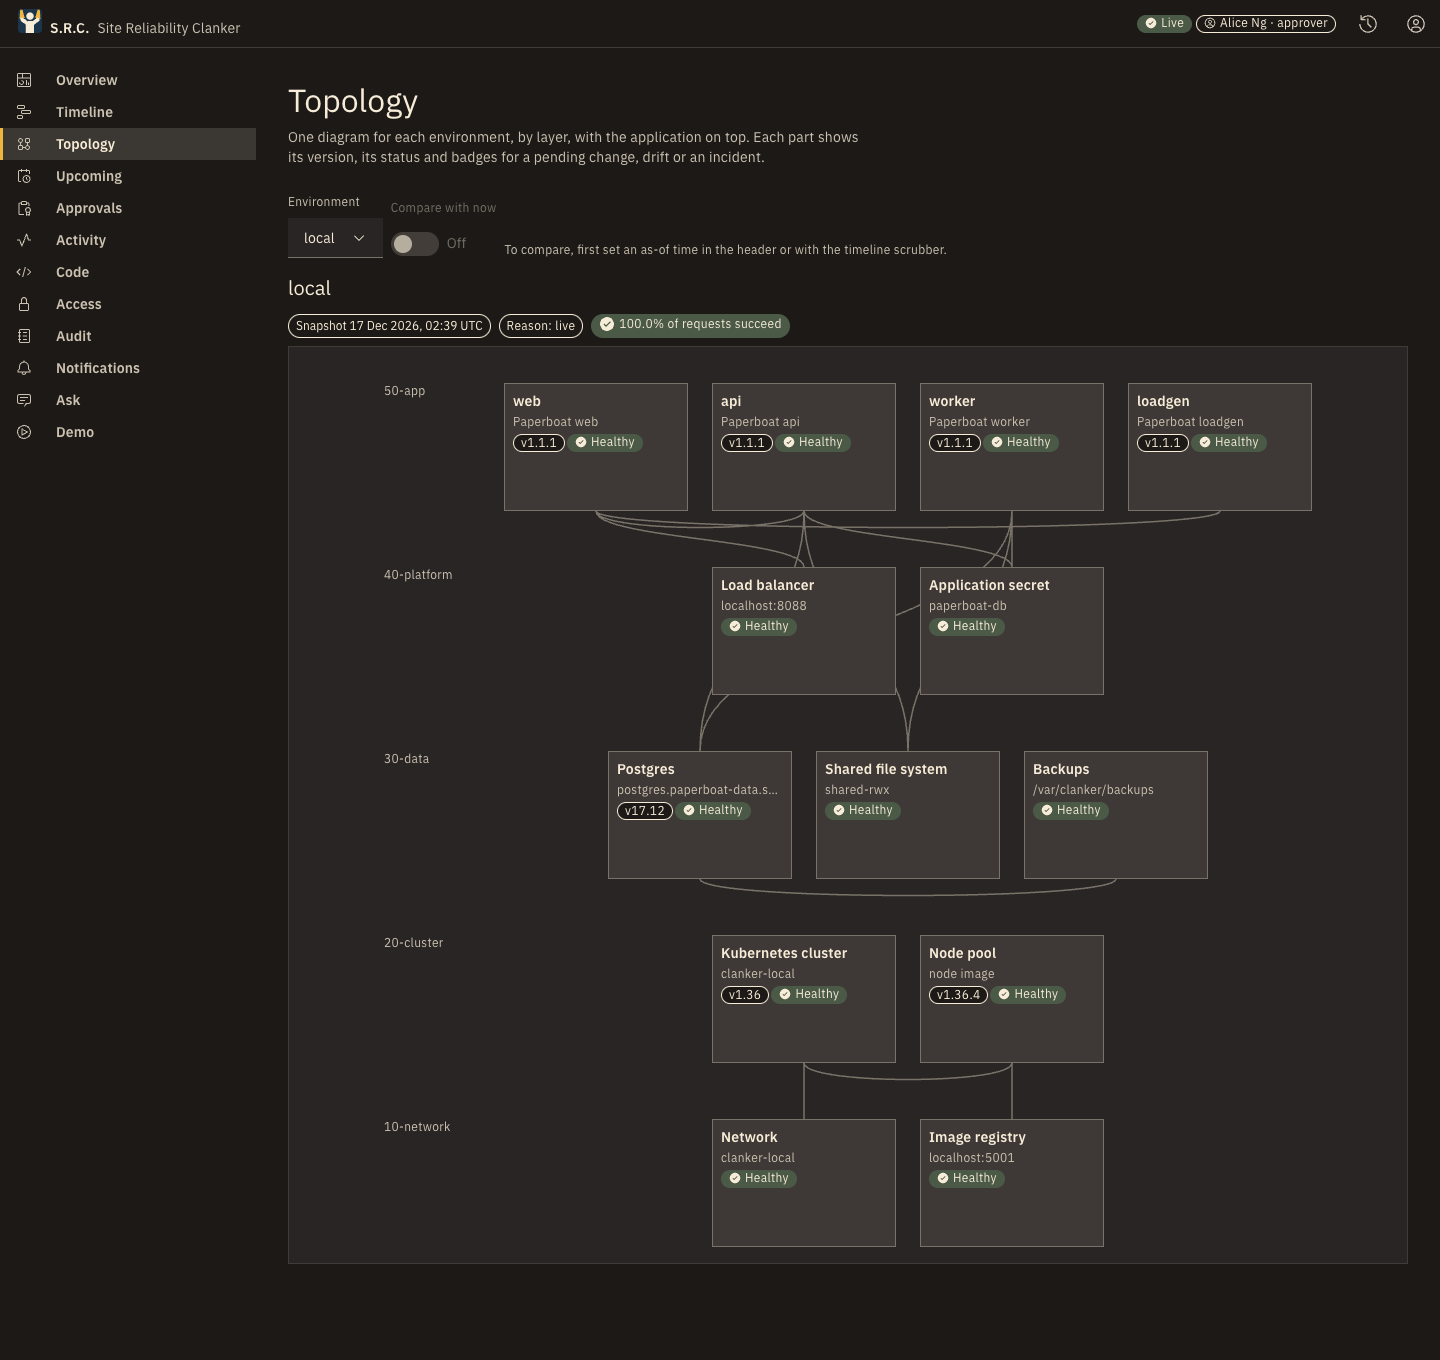 S.R.C. Site Reliability Clanker
Live
Alice Ng · approver
Overview
Timeline
Topology
Upcoming
Approvals
Activity
Code
Access
Audit
Notifications
Ask
Demo
Topology
One diagram for each environment, by layer, with the application on top. Each part shows
its version, its status and badges for a pending change, drift or an incident.
Environment
local
Compare with now
Off
To compare, first set an as-of time in the header or with the timeline scrubber.
local
Snapshot 17 Dec 2026, 02:39 UTC
Reason: live
100.0% of requests succeed
50-app
web
Paperboat web
v1.1.1
Healthy
api
Paperboat api
v1.1.1
Healthy
worker
Paperboat worker
v1.1.1
Healthy
loadgen
Paperboat loadgen
v1.1.1
Healthy
40-platform
Load balancer
localhost:8088
Healthy
Application secret
paperboat-db
Healthy
30-data
Postgres
postgres.paperboat-data.s...
v17.12
Healthy
Shared file system
shared-rwx
Healthy
Backups
/var/clanker/backups
Healthy
20-cluster
Kubernetes cluster
clanker-local
v1.36
Healthy
Node pool
node image
v1.36.4
Healthy
10-network
Network
clanker-local
Healthy
Image registry
localhost:5001
Healthy